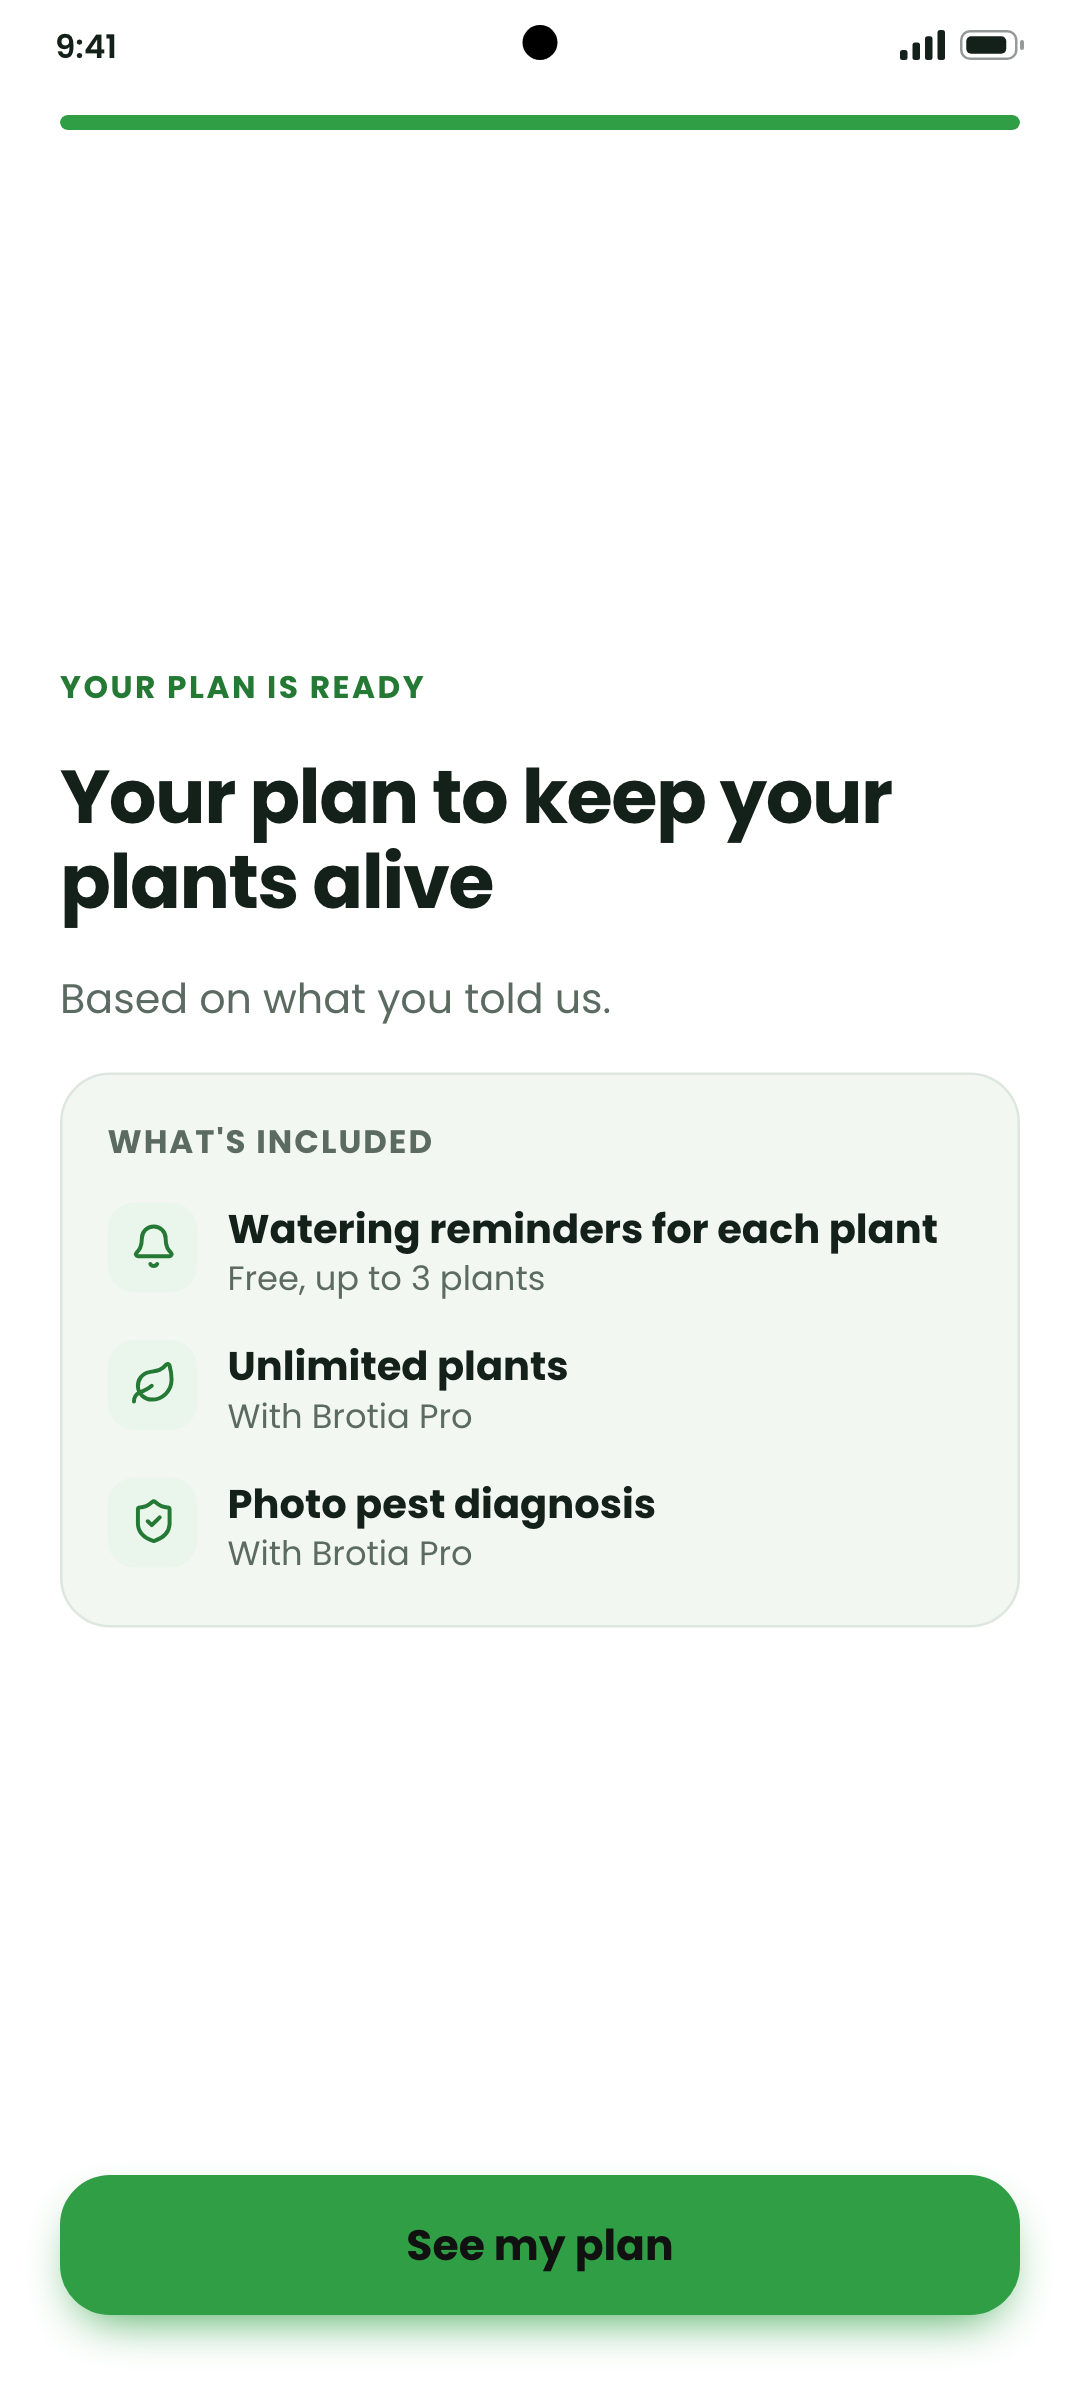 9:41
YOUR PLAN IS READY
Your plan to keep your
plants alive
Based on what you told us.
WHAT'S INCLUDED
Watering reminders for each plant
Free, up to 3 plants
Unlimited plants
With Brotia Pro
Photo pest diagnosis
With Brotia Pro
See my plan